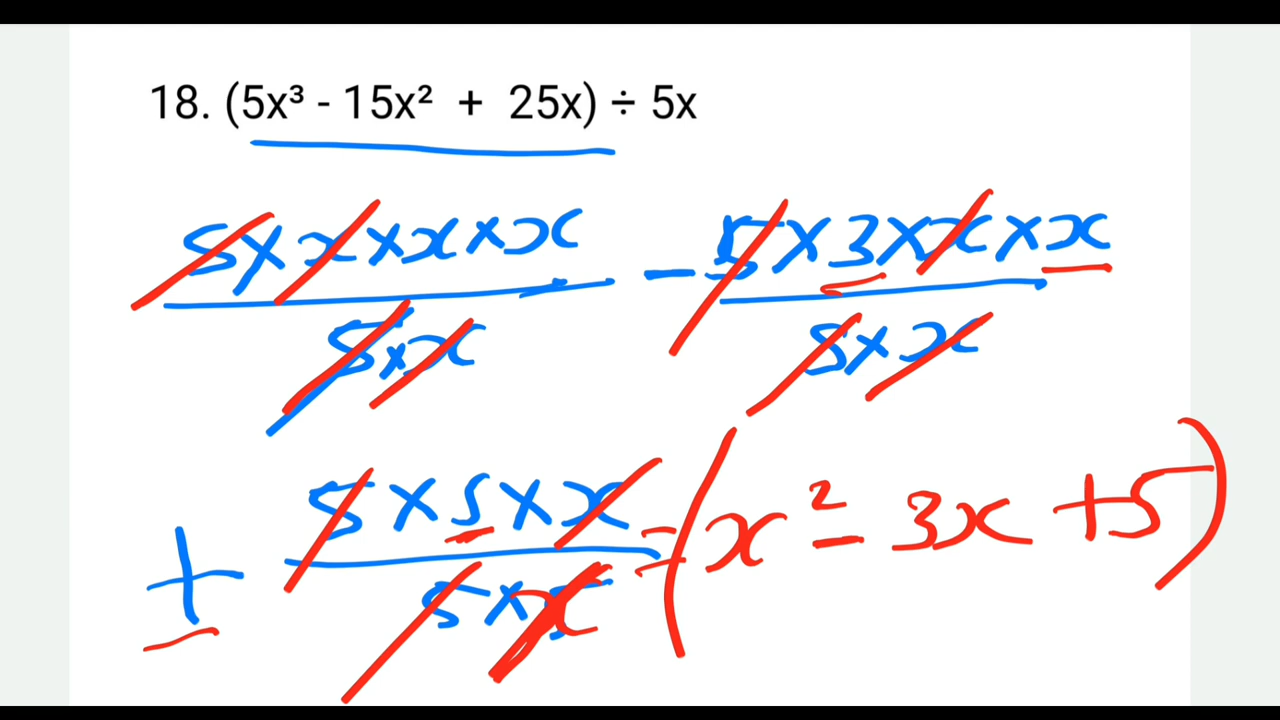 18. (5x³ - 15x² + 25x) ÷ 5x
5 × x × x × x / 5 × x - 5 × 3 × x × x / 5 × x
+ 5 × 5 × x / 5 × x = (x² - 3x + 5)